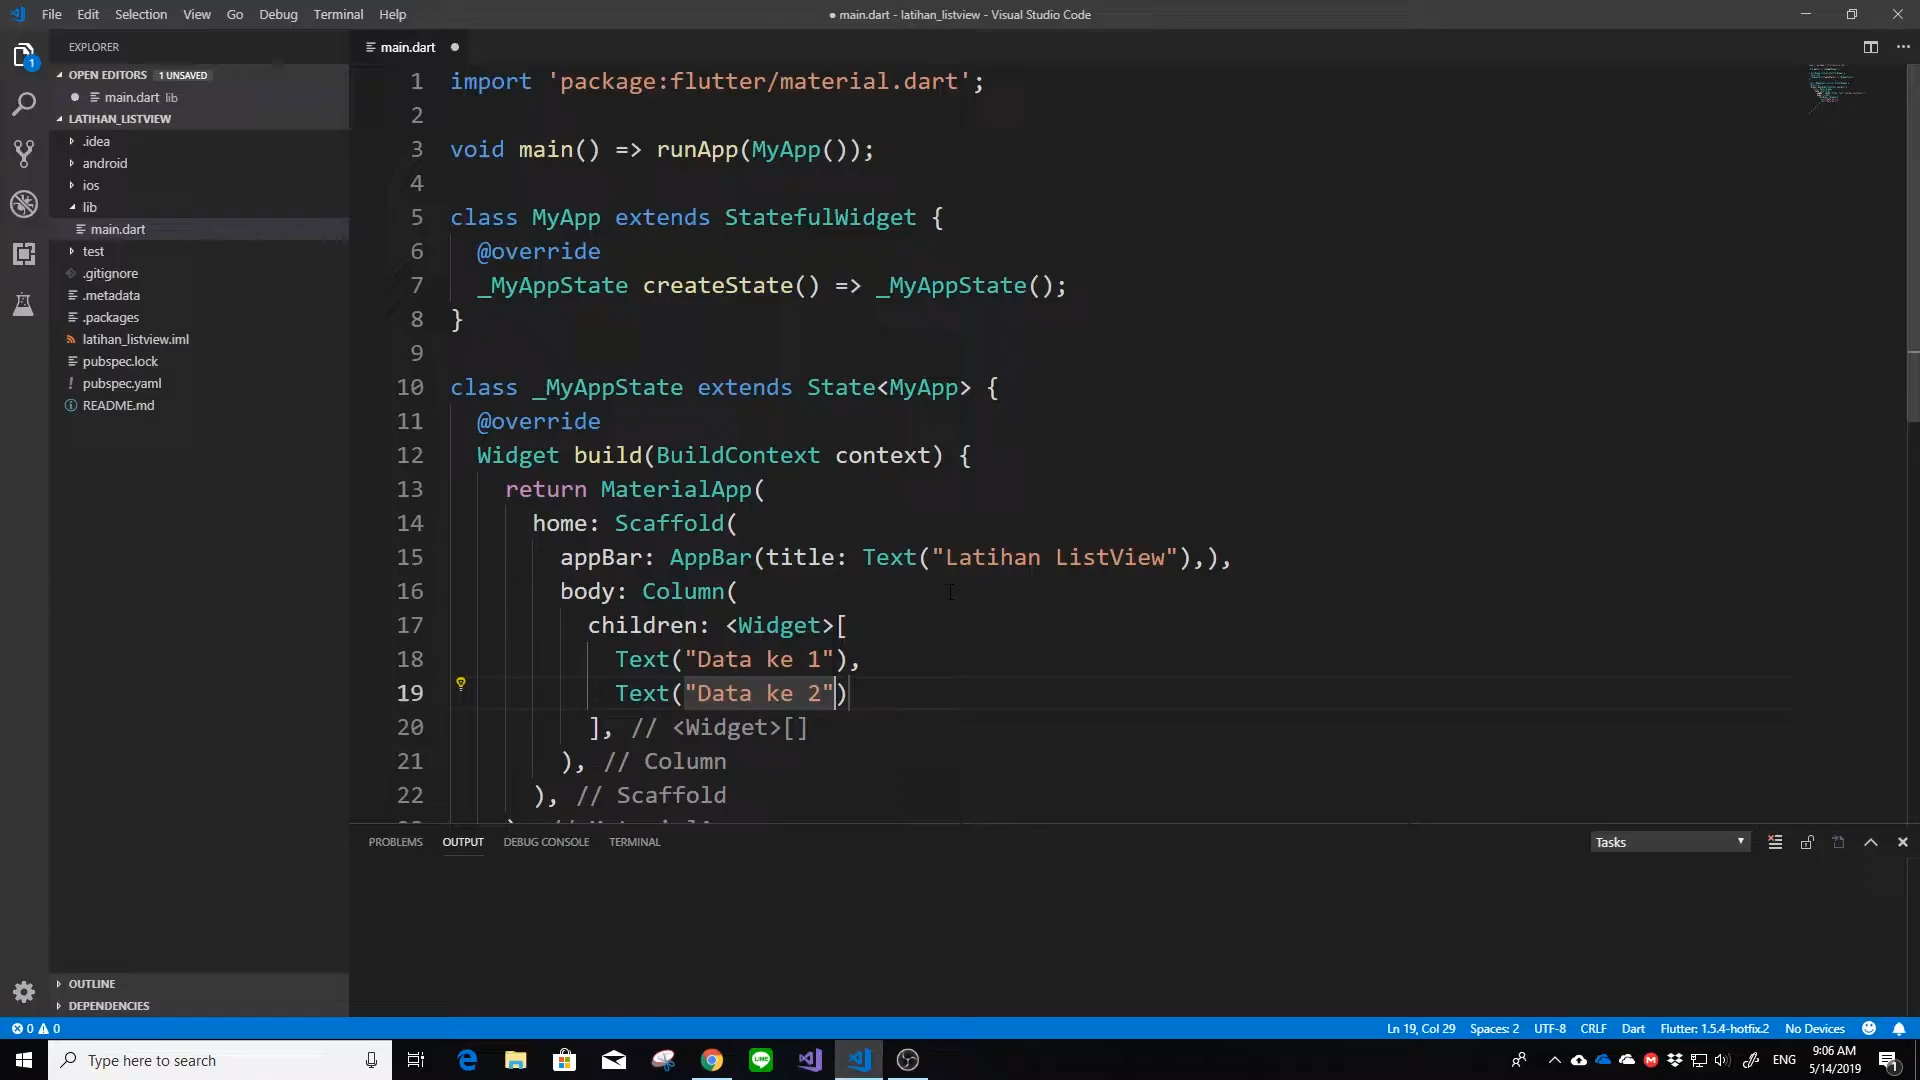 File Edit Selection View Go Debug Terminal Help
● main.dart - latihan_listview - Visual Studio Code
EXPLORER
OPEN EDITORS 1 UNSAVED
main.dart lib
LATIHAN_LISTVIEW
.idea
android
ios
lib
main.dart
test
.gitignore
.metadata
.packages
latihan_listview.iml
pubspec.lock
pubspec.yaml
README.md
OUTLINE
DEPENDENCIES
main.dart
1 import 'package:flutter/material.dart';
2
3 void main() => runApp(MyApp());
4
5 class MyApp extends StatefulWidget {
6 @override
7 _MyAppState createState() => _MyAppState();
8 }
9
10 class _MyAppState extends State<MyApp> {
11 @override
12 Widget build(BuildContext context) {
13 return MaterialApp(
14 home: Scaffold(
15 appBar: AppBar(title: Text("Latihan ListView"),),
16 body: Column(
17 children: <Widget>[
18 Text("Data ke 1"),
19 Text("Data ke 2")
20 ], // <Widget>[]
21 ), // Column
22 ), // Scaffold
PROBLEMS OUTPUT DEBUG CONSOLE TERMINAL
Tasks
0 0
Ln 19, Col 29 Spaces: 2 UTF-8 CRLF Dart Flutter: 1.5.4-hotfix.2 No Devices
Type here to search
ENG
9:06 AM
5/14/2019